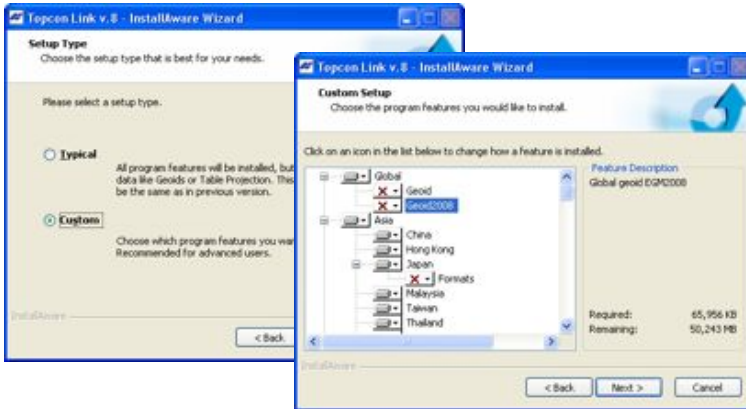 Topcon Link v.8 - InstallAware Wizard
Setup Type
Choose the setup type that is best for your needs.
Please select a setup type.
Typical
All program features will be installed, but
data like Geoids or Table Projection. This
be the same as in previous version.
Custom
Choose which program features you wan
Recommended for advanced users.
InstallAware
< Back
Topcon Link v.8 - InstallAware Wizard
Custom Setup
Choose the program features you would like to install.
Click on an icon in the list below to change how a feature is installed.
Global
Geoid
Geoid2008
Asia
China
Hong Kong
Japan
Formats
Malaysia
Taiwan
Thailand
Feature Description
Global geoid EGM2008
Required: 65,956 KB
Remaining: 50,243 MB
InstallAware
< Back
Next >
Cancel